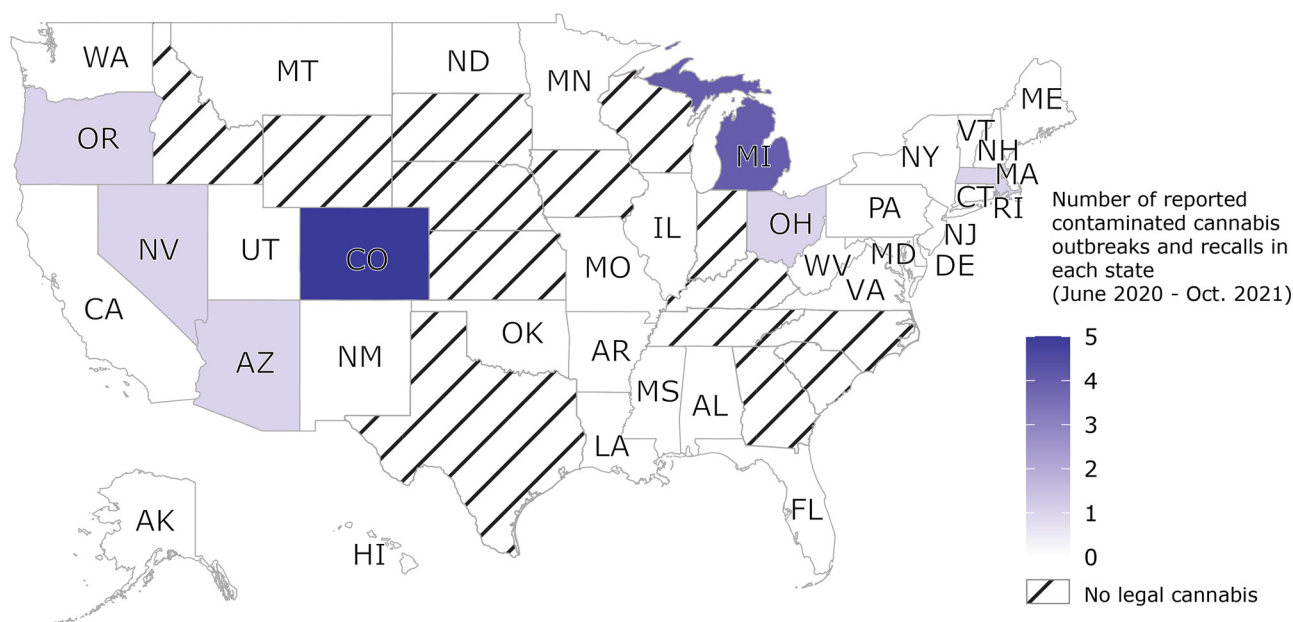 WA
MT
ND
MN
ME
OR
VT
NH
NY
MA
MI
CT
RI
PA
NV
UT
CO
IL
OH
NJ
MD
DE
WV
VA
MO
CA
AZ
NM
OK
AR
MS
AL
LA
FL
AK
HI
Number of reported
contaminated cannabis
outbreaks and recalls in
each state
(June 2020 - Oct. 2021)
5
4
3
2
1
0
No legal cannabis